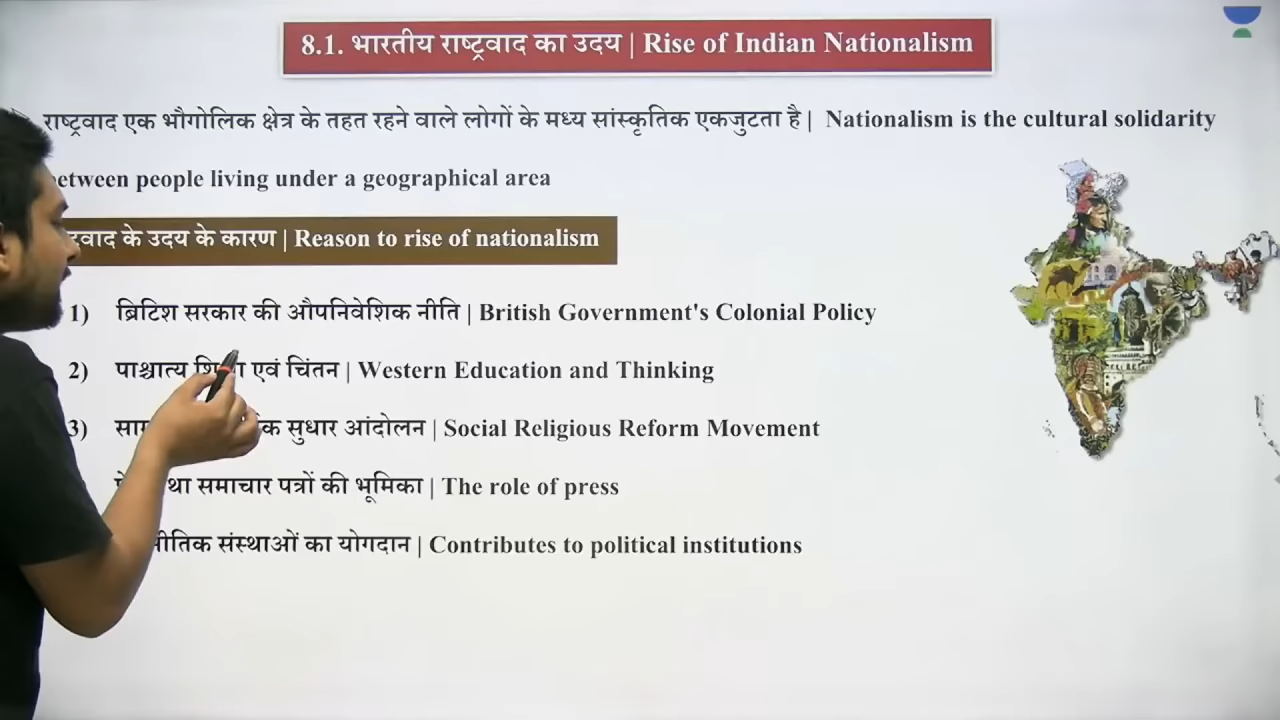 8.1. भारतीय राष्ट्रवाद का उदय | Rise of Indian Nationalism
राष्ट्रवाद एक भौगोलिक क्षेत्र के तहत रहने वाले लोगों के मध्य सांस्कृतिक एकजुटता है | Nationalism is the cultural solidarity
people living under a geographical area
के उदय के कारण | Reason to rise of nationalism
1) ब्रिटिश सरकार की औपनिवेशिक नीति | British Government's Colonial Policy
2) पाश्चात्य एवं चिंतन | Western Education and Thinking
3) सुधार आंदोलन | Social Religious Reform Movement
समाचार पत्रों की भूमिका | The role of press
संस्थाओं का योगदान | Contributes to political institutions